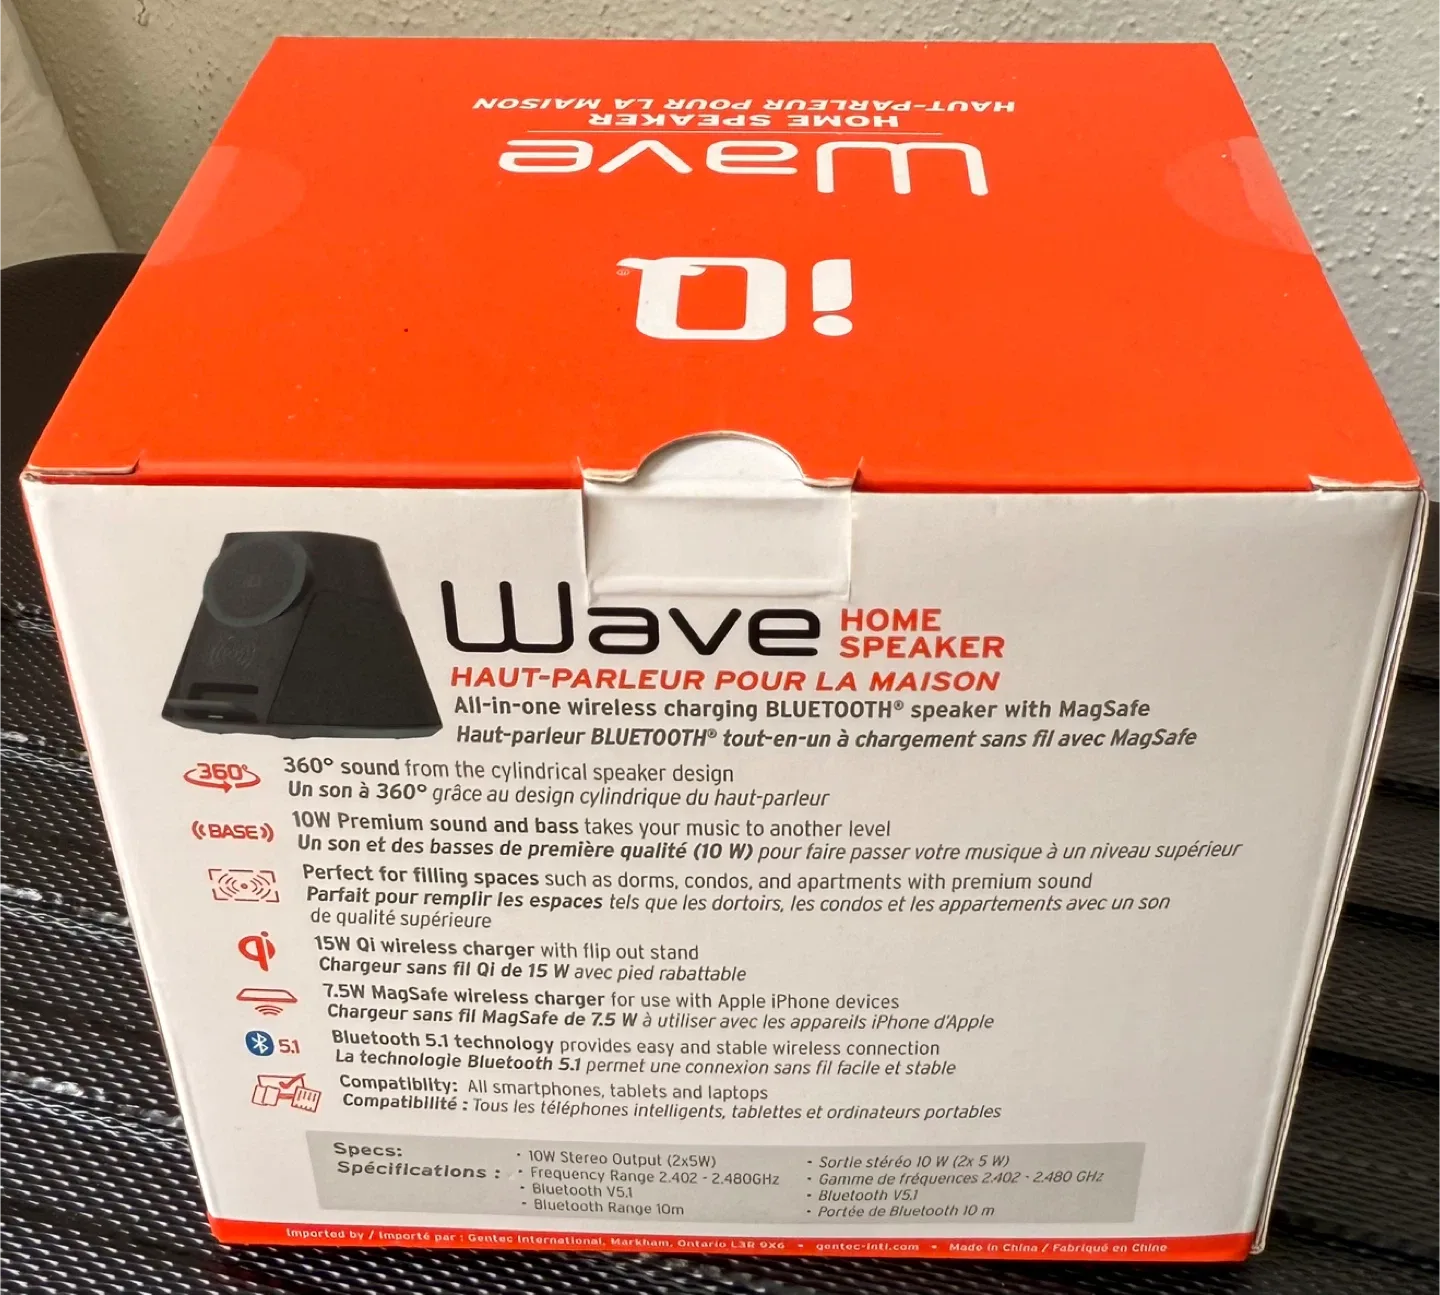 HAUT-PARLEUR POUR LA MAISON
HOME SPEAKER
Wave
iQ
Wave HOME SPEAKER
HAUT-PARLEUR POUR LA MAISON
All-in-one wireless charging BLUETOOTH® speaker with MagSafe
Haut-parleur BLUETOOTH® tout-en-un à chargement sans fil avec MagSafe
360° 360° sound from the cylindrical speaker design
Un son à 360° grâce au design cylindrique du haut-parleur
BASE 10W Premium sound and bass takes your music to another level
Un son et des basses de première qualité (10 W) pour faire passer votre musique à un niveau supérieur
Perfect for filling spaces such as dorms, condos, and apartments with premium sound
Parfait pour remplir les espaces tels que les dortoirs, les condos et les appartements avec un son
de qualité supérieure
qi 15W Qi wireless charger with flip out stand
Chargeur sans fil Qi de 15 W avec pied rabattable
7.5W MagSafe wireless charger for use with Apple iPhone devices
Chargeur sans fil MagSafe de 7.5 W à utiliser avec les appareils iPhone d'Apple
5.1 Bluetooth 5.1 technology provides easy and stable wireless connection
La technologie Bluetooth 5.1 permet une connexion sans fil facile et stable
Compatiblity: All smartphones, tablets and laptops
Compatibilité : Tous les téléphones intelligents, tablettes et ordinateurs portables
Specs:
Spécifications :
• 10W Stereo Output (2x5W)
• Frequency Range 2.402 - 2.480GHz
• Bluetooth V5.1
• Bluetooth Range 10m
• Sortie stéréo 10 W (2x 5 W)
• Gamme de fréquences 2.402 - 2.480 GHz
• Bluetooth V5.1
• Portée de Bluetooth 10 m
Imported by / Importé par : Gentec International, Markham, Ontario L3R 9X6 • gentec-intl.com • Made in China / Fabriqué en Chine